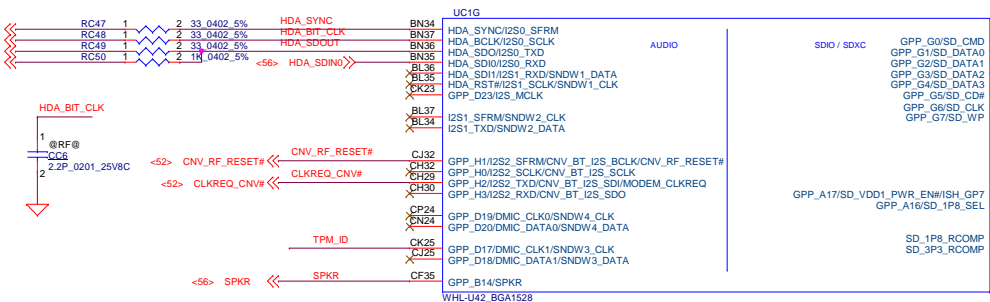 UC1G
RC47 1 2 33_0402_5% HDA_SYNC BN34 HDA_SYNC/I2S0_SFRM AUDIO SDIO / SDXC GPP_G0/SD_CMD
RC48 1 2 33_0402_5% HDA_BIT_CLK BN37 HDA_BCLK/I2S0_SCLK GPP_G1/SD_DATA0
RC49 1 2 33_0402_5% HDA_SDOUT BN36 HDA_SDO/I2S0_TXD GPP_G2/SD_DATA1
RC50 1 2 1K_0402_5% <56> HDA_SDIN0 BN35 HDA_SDI0/I2S0_RXD GPP_G3/SD_DATA2
BL36 HDA_SDI1/I2S1_RXD/SNDW1_DATA GPP_G4/SD_DATA3
BL35 HDA_RST#/I2S1_SCLK/SNDW1_CLK GPP_G5/SD_CD#
CK23 GPP_D23/I2S_MCLK GPP_G6/SD_CLK
BL37 I2S1_SFRM/SNDW2_CLK GPP_G7/SD_WP
BL34 I2S1_TXD/SNDW2_DATA
HDA_BIT_CLK
1
@RF@
CC6
2.2P_0201_25V8C
2
<52> CNV_RF_RESET# CNV_RF_RESET# CJ32 GPP_H1/I2S2_SFRM/CNV_BT_I2S_BCLK/CNV_RF_RESET#
CH32 GPP_H0/I2S2_SCLK/CNV_BT_I2S_SCLK
<52> CLKREQ_CNV# CLKREQ_CNV# CH29 GPP_H2/I2S2_TXD/CNV_BT_I2S_SDI/MODEM_CLKREQ
CH30 GPP_H3/I2S2_RXD/CNV_BT_I2S_SDO GPP_A17/SD_VDD1_PWR_EN#/ISH_GP7
GPP_A16/SD_1P8_SEL
CP24 GPP_D19/DMIC_CLK0/SNDW4_CLK
CN24 GPP_D20/DMIC_DATA0/SNDW4_DATA
TPM_ID CK25 GPP_D17/DMIC_CLK1/SNDW3_CLK SD_1P8_RCOMP
CJ25 GPP_D18/DMIC_DATA1/SNDW3_DATA SD_3P3_RCOMP
<56> SPKR SPKR CF35 GPP_B14/SPKR
WHL-U42_BGA1528